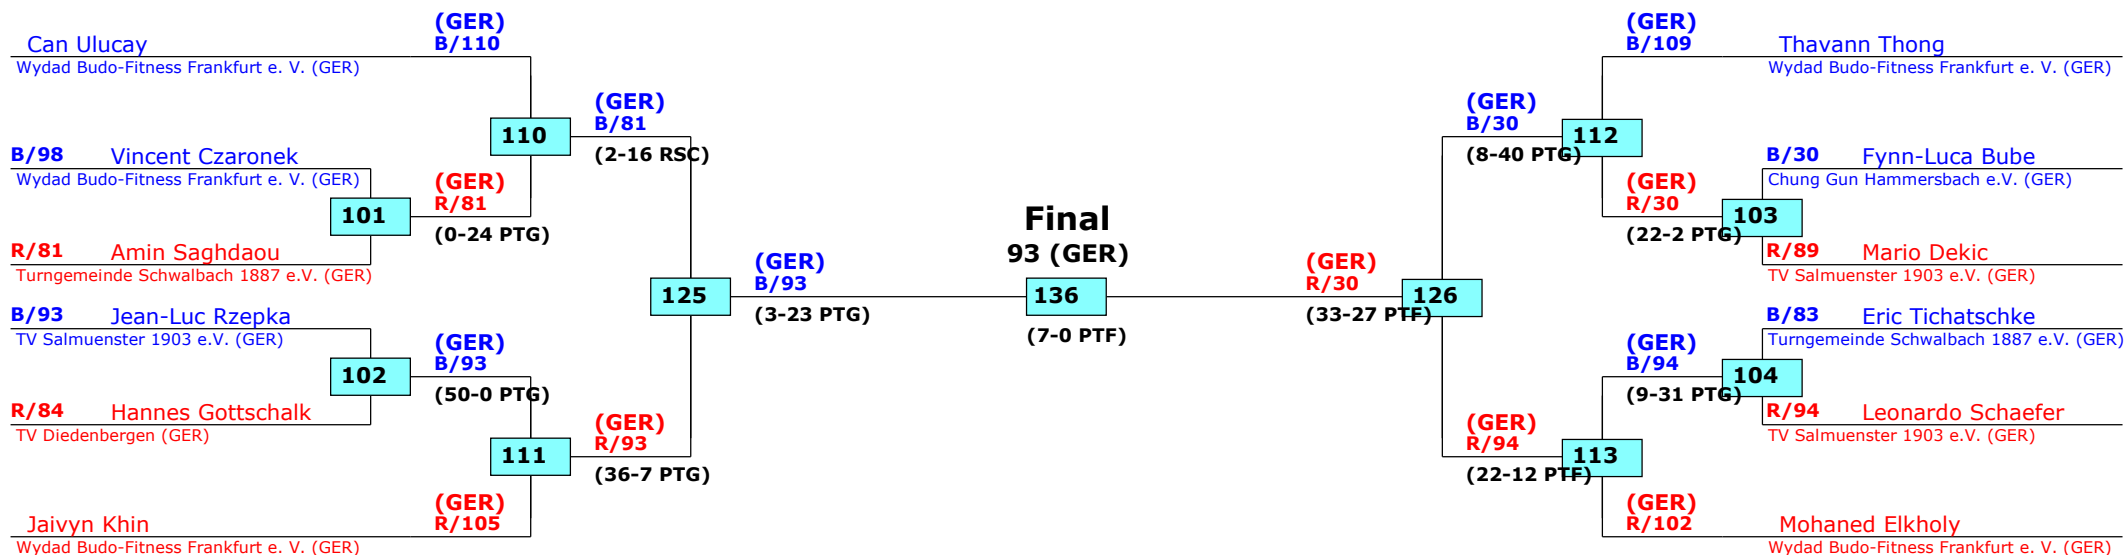 (GER)
B/110
Can Ulucay
Wydad Budo-Fitness Frankfurt e. V. (GER)
110
(GER)
B/81
(2-16 RSC)
B/98 Vincent Czaronek
Wydad Budo-Fitness Frankfurt e. V. (GER)
101
(GER)
R/81
(0-24 PTG)
R/81 Amin Saghdaou
Turngemeinde Schwalbach 1887 e.V. (GER)
125
(GER)
B/93
(3-23 PTG)
B/93 Jean-Luc Rzepka
TV Salmuenster 1903 e.V. (GER)
102
(GER)
B/93
(50-0 PTG)
R/84 Hannes Gottschalk
TV Diedenbergen (GER)
111
(GER)
R/93
(36-7 PTG)
(GER)
R/105
Jaivyn Khin
Wydad Budo-Fitness Frankfurt e. V. (GER)
Final
93 (GER)
136
(7-0 PTF)
(GER)
B/109
Thavann Thong
Wydad Budo-Fitness Frankfurt e. V. (GER)
(GER)
B/30
112
(8-40 PTG)
B/30 Fynn-Luca Bube
Chung Gun Hammersbach e.V. (GER)
(GER)
R/30
103
(22-2 PTG)
R/89 Mario Dekic
TV Salmuenster 1903 e.V. (GER)
(GER)
R/30
126
(33-27 PTF)
B/83 Eric Tichatschke
Turngemeinde Schwalbach 1887 e.V. (GER)
(GER)
B/94
104
(9-31 PTG)
R/94 Leonardo Schaefer
TV Salmuenster 1903 e.V. (GER)
(GER)
R/94
113
(22-12 PTF)
(GER)
R/102
Mohaned Elkholy
Wydad Budo-Fitness Frankfurt e. V. (GER)